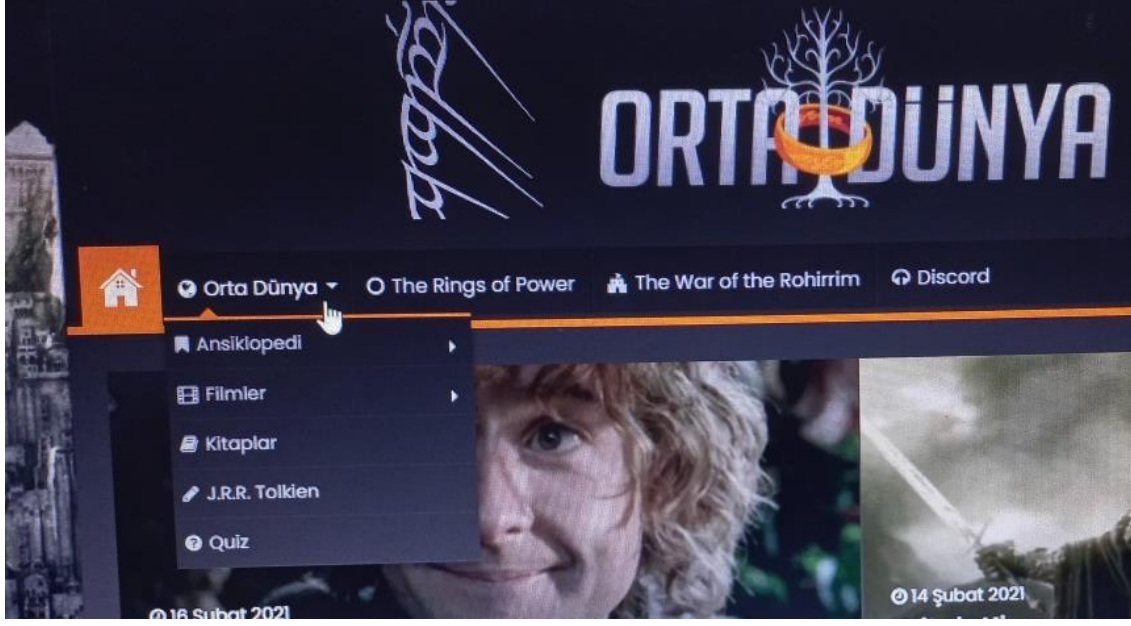 ORTA DÜNYA
Orta Dünya
The Rings of Power
The War of the Rohirrim
Discord
Ansiklopedi
Filmler
Kitaplar
J.R.R. Tolkien
Quiz
16 Şubat 2021
14 Şubat 2021